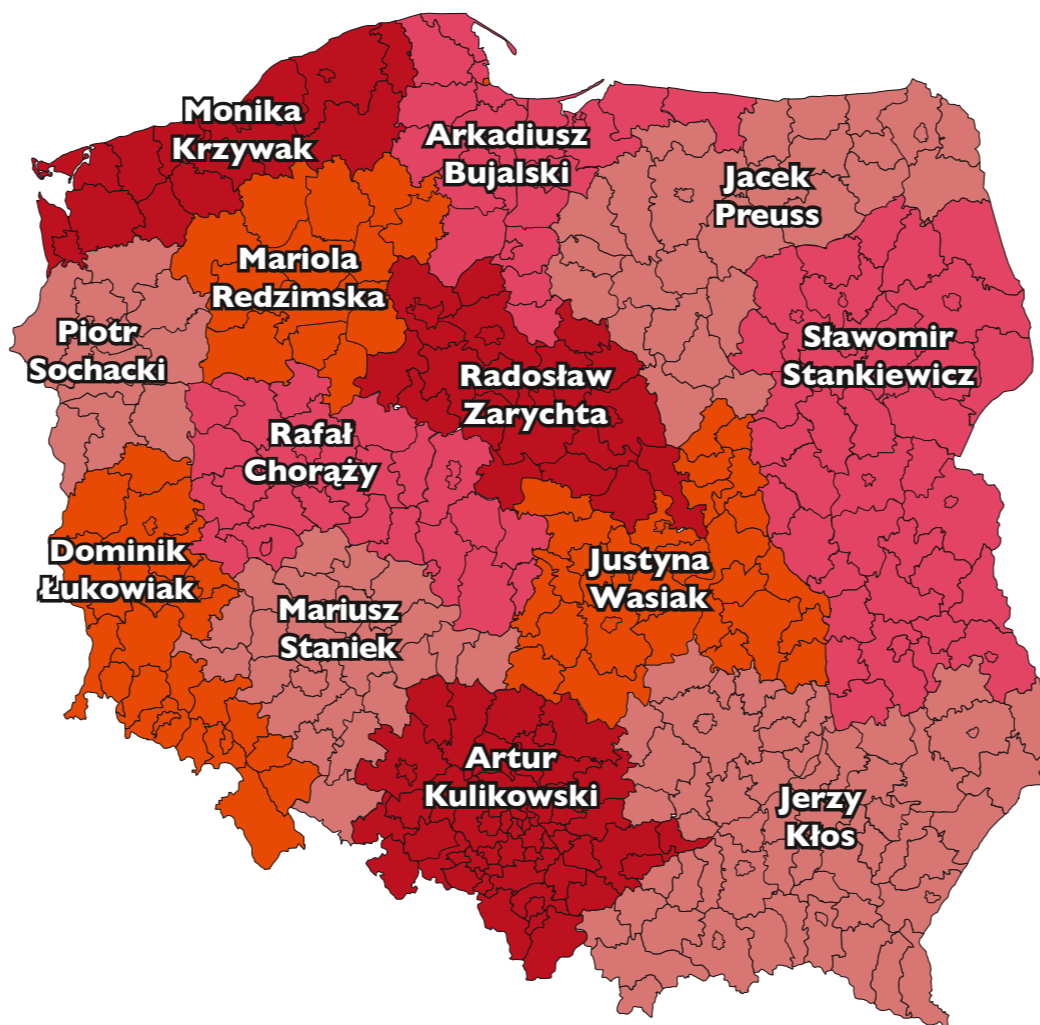 Monika
Krzywak
Arkadiusz
Bujalski
Jacek
Preuss
Mariola
Redzimska
Piotr
Sochacki
Sławomir
Stankiewicz
Radosław
Zarychta
Rafał
Chorąży
Dominik
Łukowiak
Justyna
Wasiak
Mariusz
Staniek
Artur
Kulikowski
Jerzy
Kłos